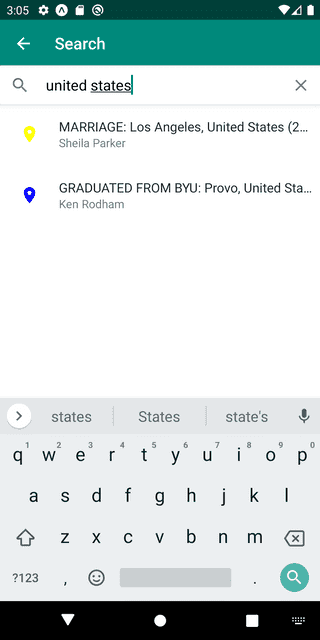 3:05
Search
united states
MARRIAGE: Los Angeles, United States (2...
Sheila Parker
GRADUATED FROM BYU: Provo, United Sta...
Ken Rodham
states States state's
1 2 3 4 5 6 7 8 9 0
q w e r t y u i o p
a s d f g h j k l
z x c v b n m
?123 , .